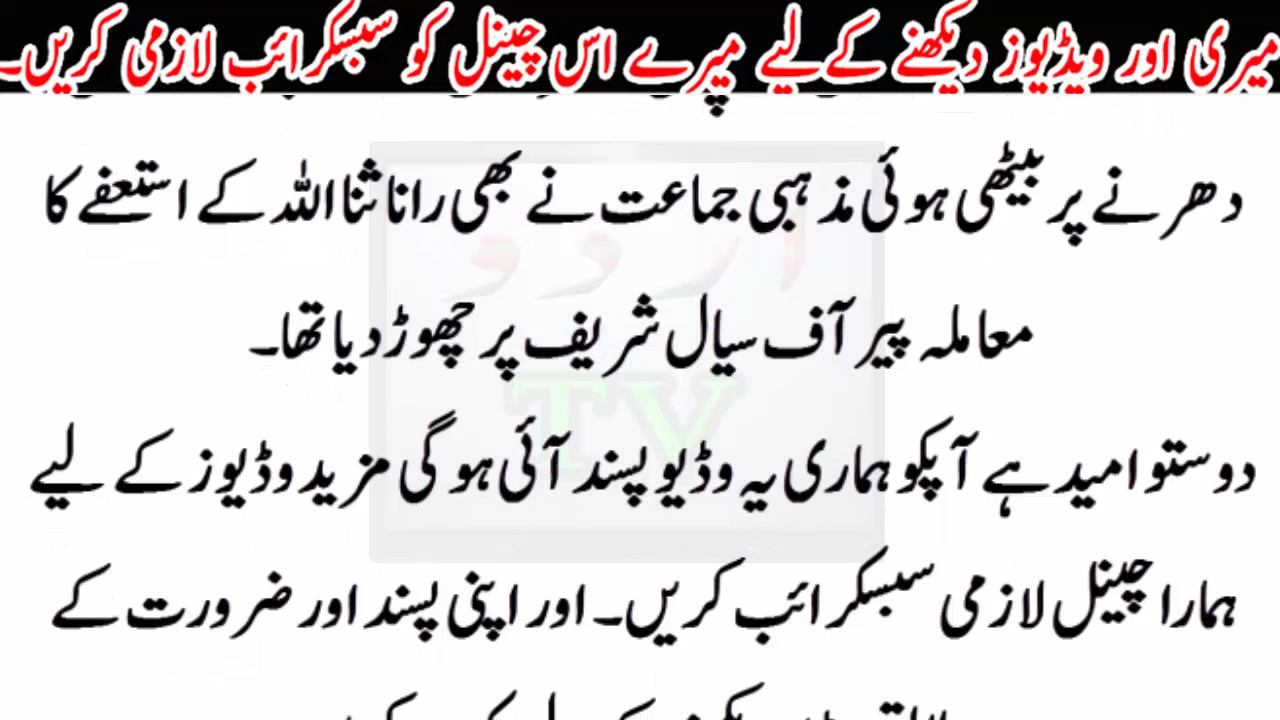 میری اور ویڈیوز دیکھنے کےلیے میرے اس چینل کو سبسکرائب لازمی کریں۔
دھرنے پر بیٹھی ہوئی مذہبی جماعت نے بھی رانا ثنا اللہ کے استعفے کا
معاملہ پیر آف سیال شریف پر چھوڑ دیا تھا۔
اردو
TV
دوستو امید ہے آپکو ہماری یہ وڈیو پسند آئی ہو گی مزید وڈیوز کے لیے
ہمارا چینل لازمی سبسکرائب کریں۔ اور اپنی پسند اور ضرورت کے